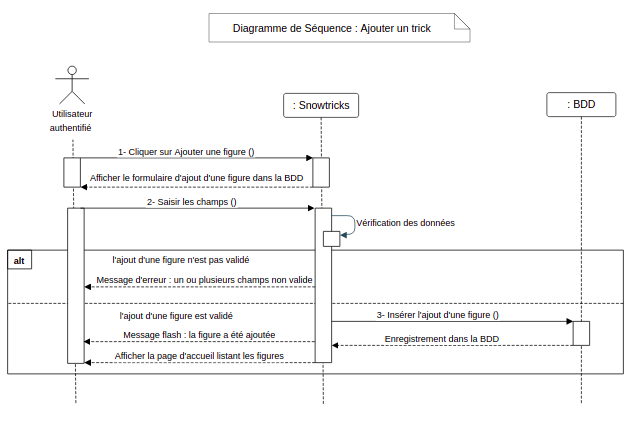 Diagramme de Séquence : Ajouter un trick
Utilisateur
authentifié
: Snowtricks
: BDD
1- Cliquer sur Ajouter une figure ()
Afficher le formulaire d'ajout d'une figure dans la BDD
2- Saisir les champs ()
Vérification des données
alt
l'ajout d'une figure n'est pas validé
Message d'erreur : un ou plusieurs champs non valide
l'ajout d'une figure est validé
3- Insérer l'ajout d'une figure ()
Message flash : la figure a été ajoutée
Enregistrement dans la BDD
Afficher la page d'accueil listant les figures